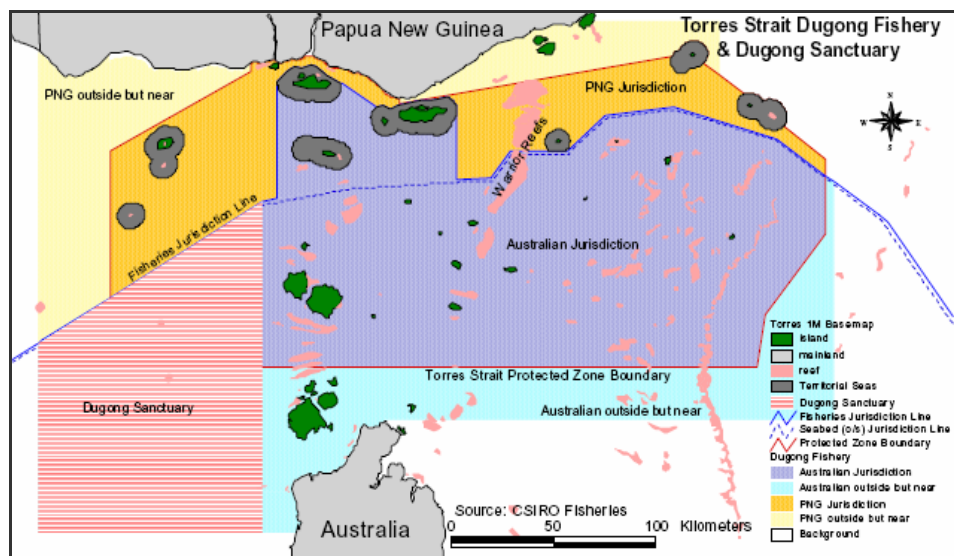 Papua New Guinea
Torres Strait Dugong Fishery
& Dugong Sanctuary
PNG outside but near
PNG Jurisdiction
N
W E
S
Warrior Reefs
Fisheries Jurisdiction Line
Australian Jurisdiction
Torres Strait Protected Zone Boundary
Dugong Sanctuary
Australian outside but near
Australia
Source: CSIRO Fisheries
0 50 100 Kilometers
Torres 1M Basemap
island
mainland
reef
Territorial Seas
Dugong Sanctuary
Fisheries Jurisdiction Line
Seabed (o/s) Jurisdiction Line
Protected Zone Boundary
Dugong Fishery
Australian Jurisdiction
Australian outside but near
PNG Jurisdiction
PNG outside but near
Background